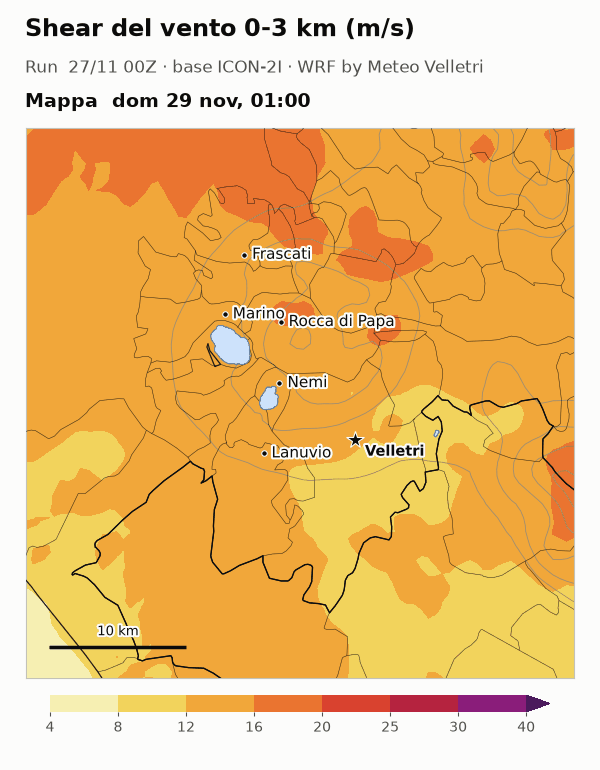 Shear del vento 0-3 km (m/s)
Run 27/11 00Z · base ICON-2I · WRF by Meteo Velletri
Mappa dom 29 nov, 01:00
Frascati
Marino
Rocca di Papa
Nemi
Velletri
Lanuvio
10 km
4 8 12 16 20 25 30 40